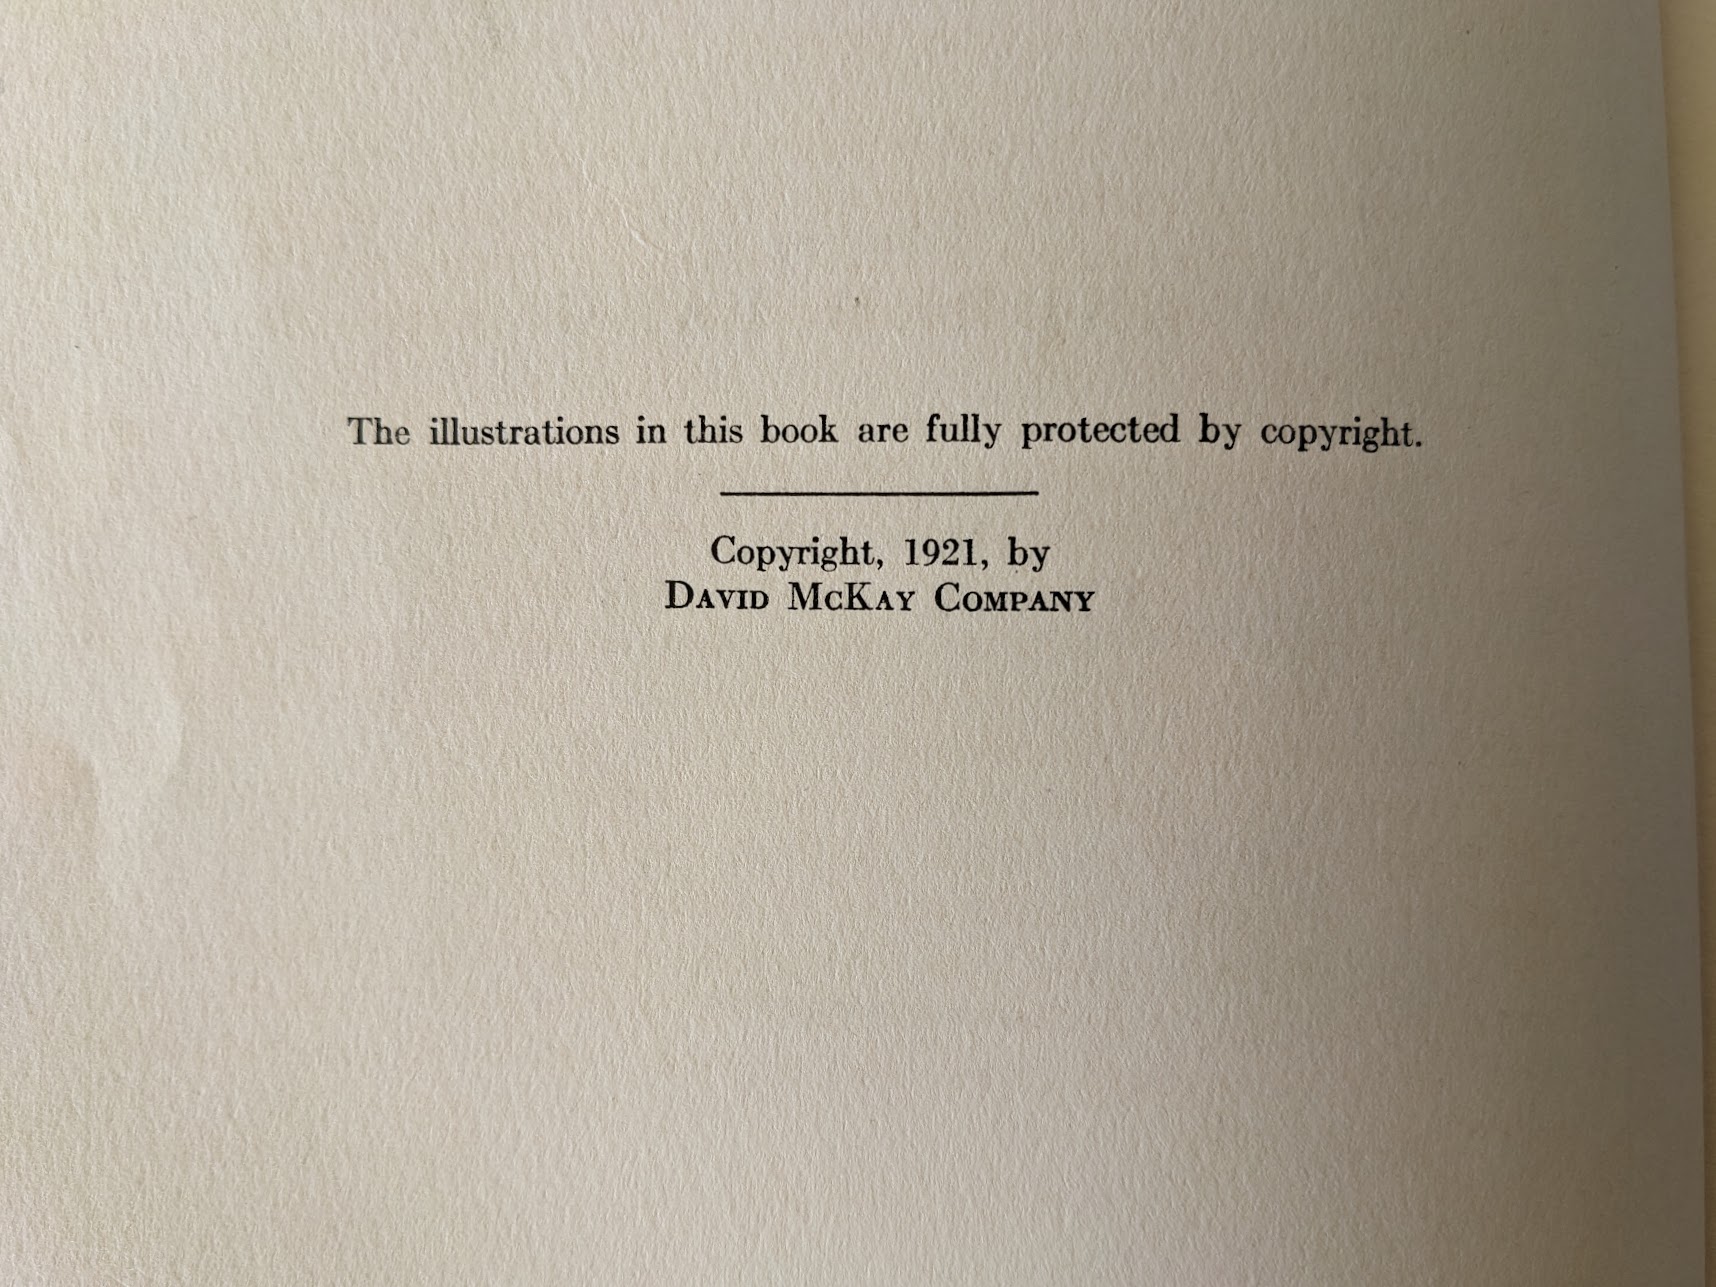 The illustrations in this book are fully protected by copyright.
Copyright, 1921, by
DAVID MCKAY COMPANY